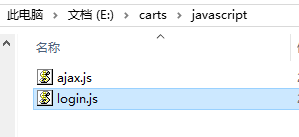 此电脑 > 文档 (E:) > carts > javascript
名称
ajax.js
login.js